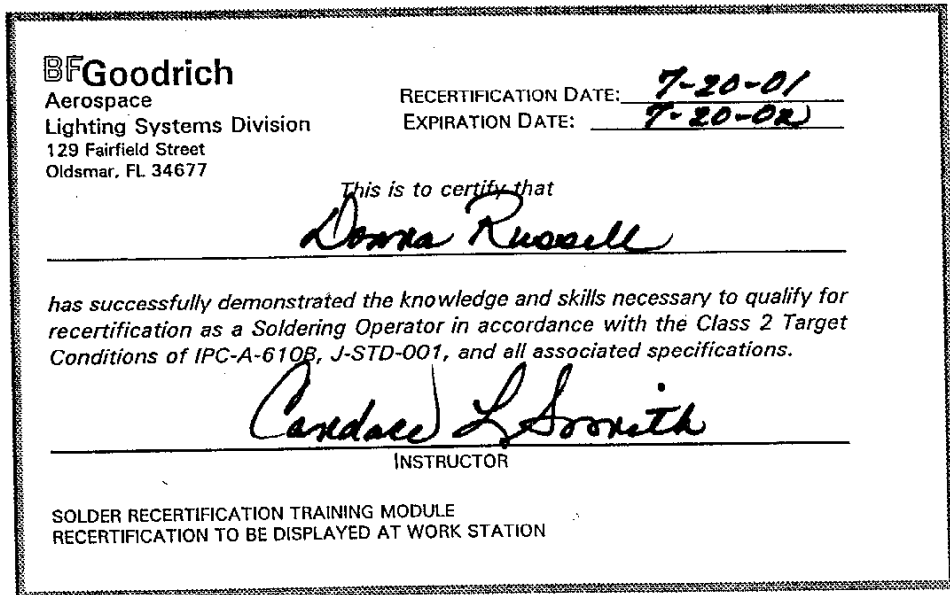 BFGoodrich
Aerospace
Lighting Systems Division
129 Fairfield Street
Oldsmar, FL 34677
RECERTIFICATION DATE: 7-20-01
EXPIRATION DATE: 7-20-02
This is to certify that
Donna Russell
has successfully demonstrated the knowledge and skills necessary to qualify for
recertification as a Soldering Operator in accordance with the Class 2 Target
Conditions of IPC-A-610B, J-STD-001, and all associated specifications.
Candace L Smith
INSTRUCTOR
SOLDER RECERTIFICATION TRAINING MODULE
RECERTIFICATION TO BE DISPLAYED AT WORK STATION